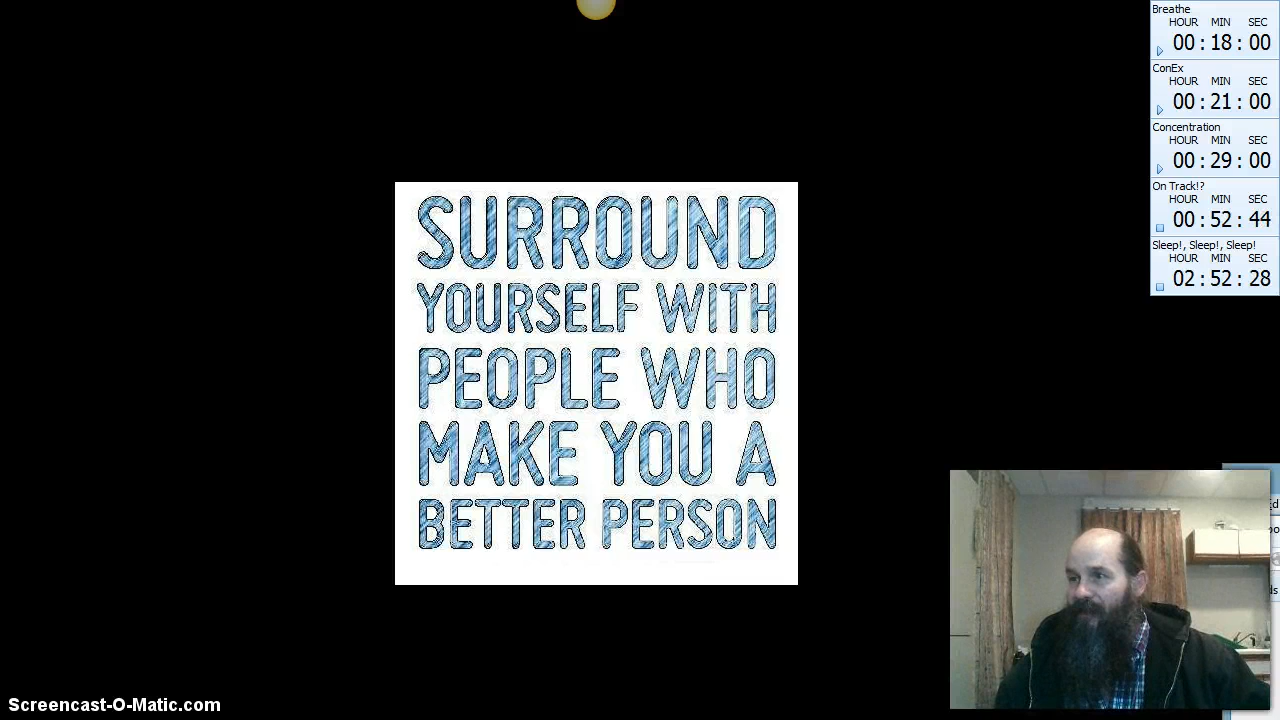 Breathe
HOUR MIN SEC
00 : 18 : 00
ConEx
HOUR MIN SEC
00 : 21 : 00
Concentration
HOUR MIN SEC
00 : 29 : 00
On Track!?
HOUR MIN SEC
00 : 52 : 44
Sleep!, Sleep!, Sleep!
HOUR MIN SEC
02 : 52 : 28
SURROUND
YOURSELF WITH
PEOPLE WHO
MAKE YOU A
BETTER PERSON
Screencast-O-Matic.com